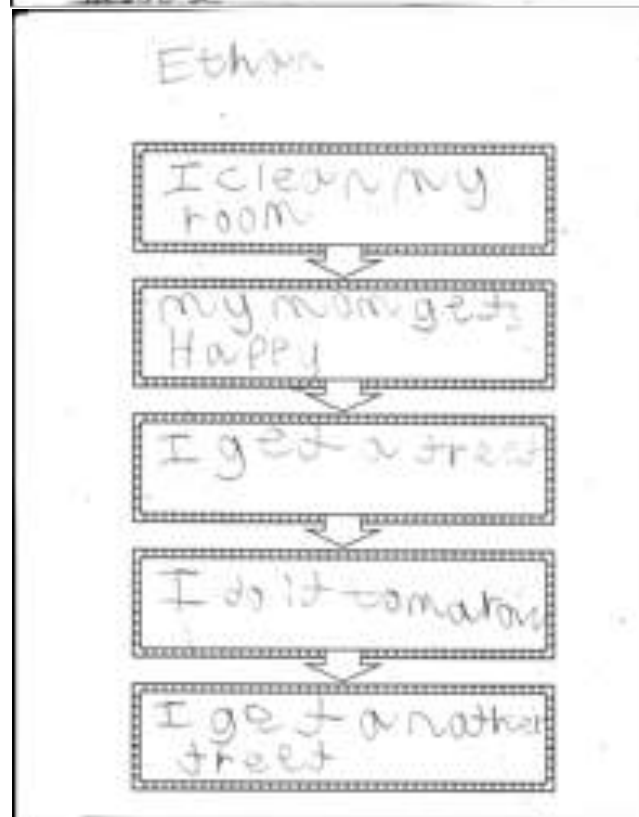 Ethan
I clean my
room
my mom gets
Happy
I get a treet
I do it tomarow
I get anather
treet